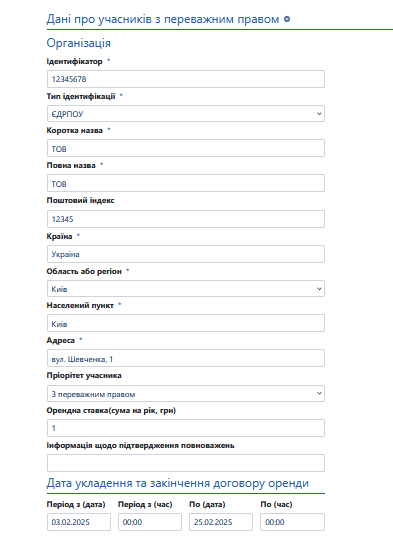 Дані про учасників з переважним правом
Організація
Ідентифікатор *
12345678
Тип ідентифікації *
ЄДРПОУ
Коротка назва *
ТОВ
Повна назва *
ТОВ
Поштовий індекс
12345
Країна *
Україна
Область або регіон *
Київ
Населений пункт *
Київ
Адреса *
вул. Шевченка, 1
Пріорітет учасника
З переважним правом
Орендна ставка(сума на рік, грн)
1
Інформація щодо підтвердження повноважень
Дата укладення та закінчення договору оренди
Період з (дата) Період з (час) По (дата) По (час)
03.02.2025 00:00 25.02.2025 00:00